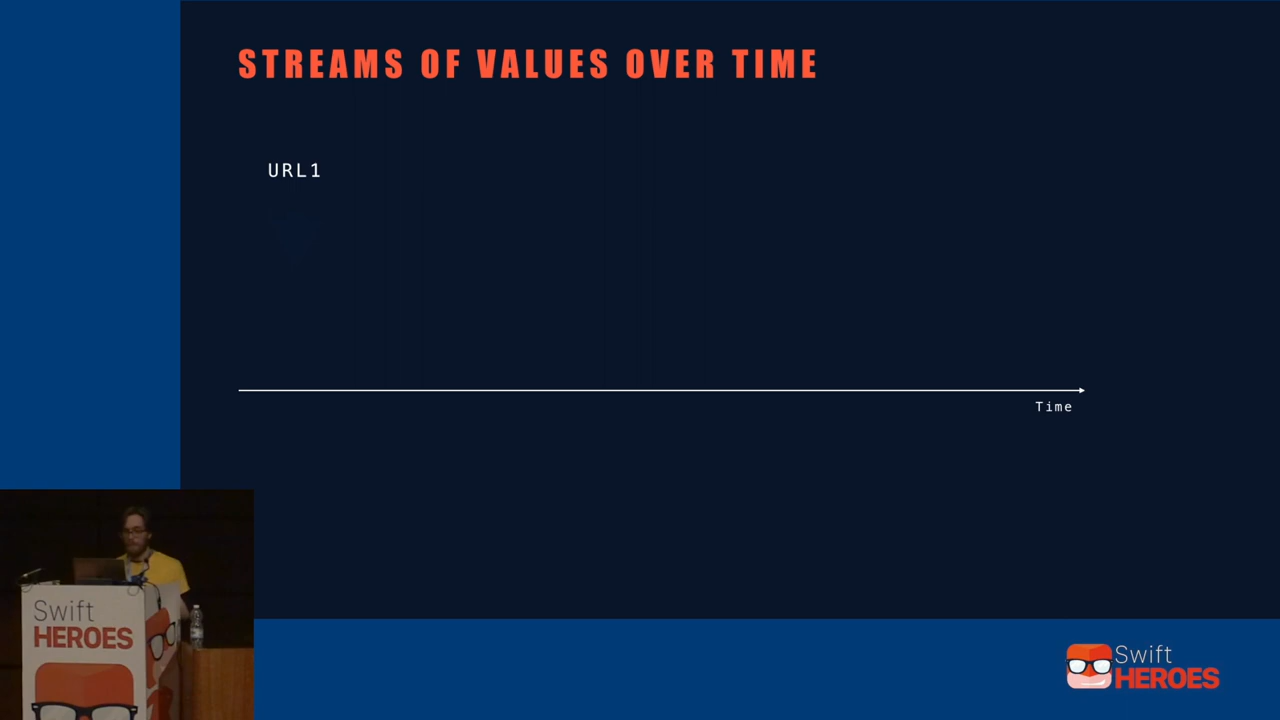 STREAMS OF VALUES OVER TIME
URL1
Time
Swift
HEROES
Swift
HEROES